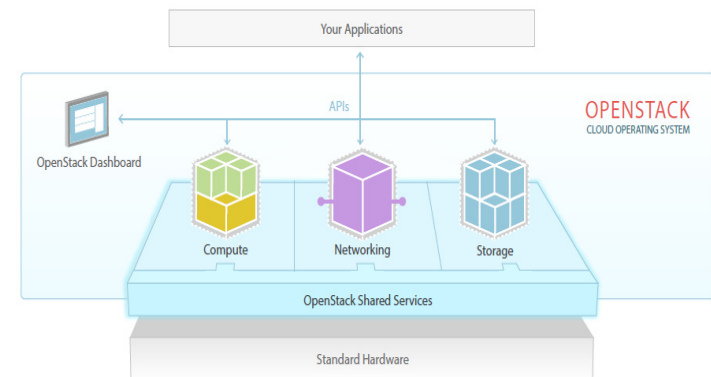 Your Applications
APIs
OPENSTACK
CLOUD OPERATING SYSTEM
OpenStack Dashboard
Compute
Networking
Storage
OpenStack Shared Services
Standard Hardware